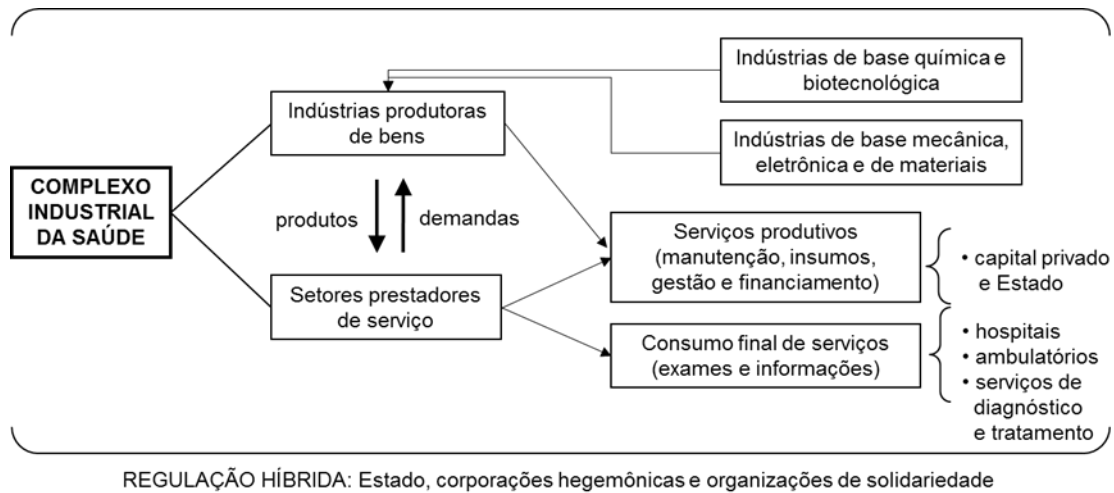 COMPLEXO
INDUSTRIAL
DA SAÚDE
Indústrias produtoras
de bens
produtos
demandas
Setores prestadores
de serviço
Indústrias de base química e
biotecnológica
Indústrias de base mecânica,
eletrônica e de materiais
Serviços produtivos
(manutenção, insumos,
gestão e financiamento)
• capital privado
e Estado
Consumo final de serviços
(exames e informações)
• hospitais
• ambulatórios
• serviços de
diagnóstico
e tratamento
REGULAÇÃO HÍBRIDA: Estado, corporações hegemônicas e organizações de solidariedade